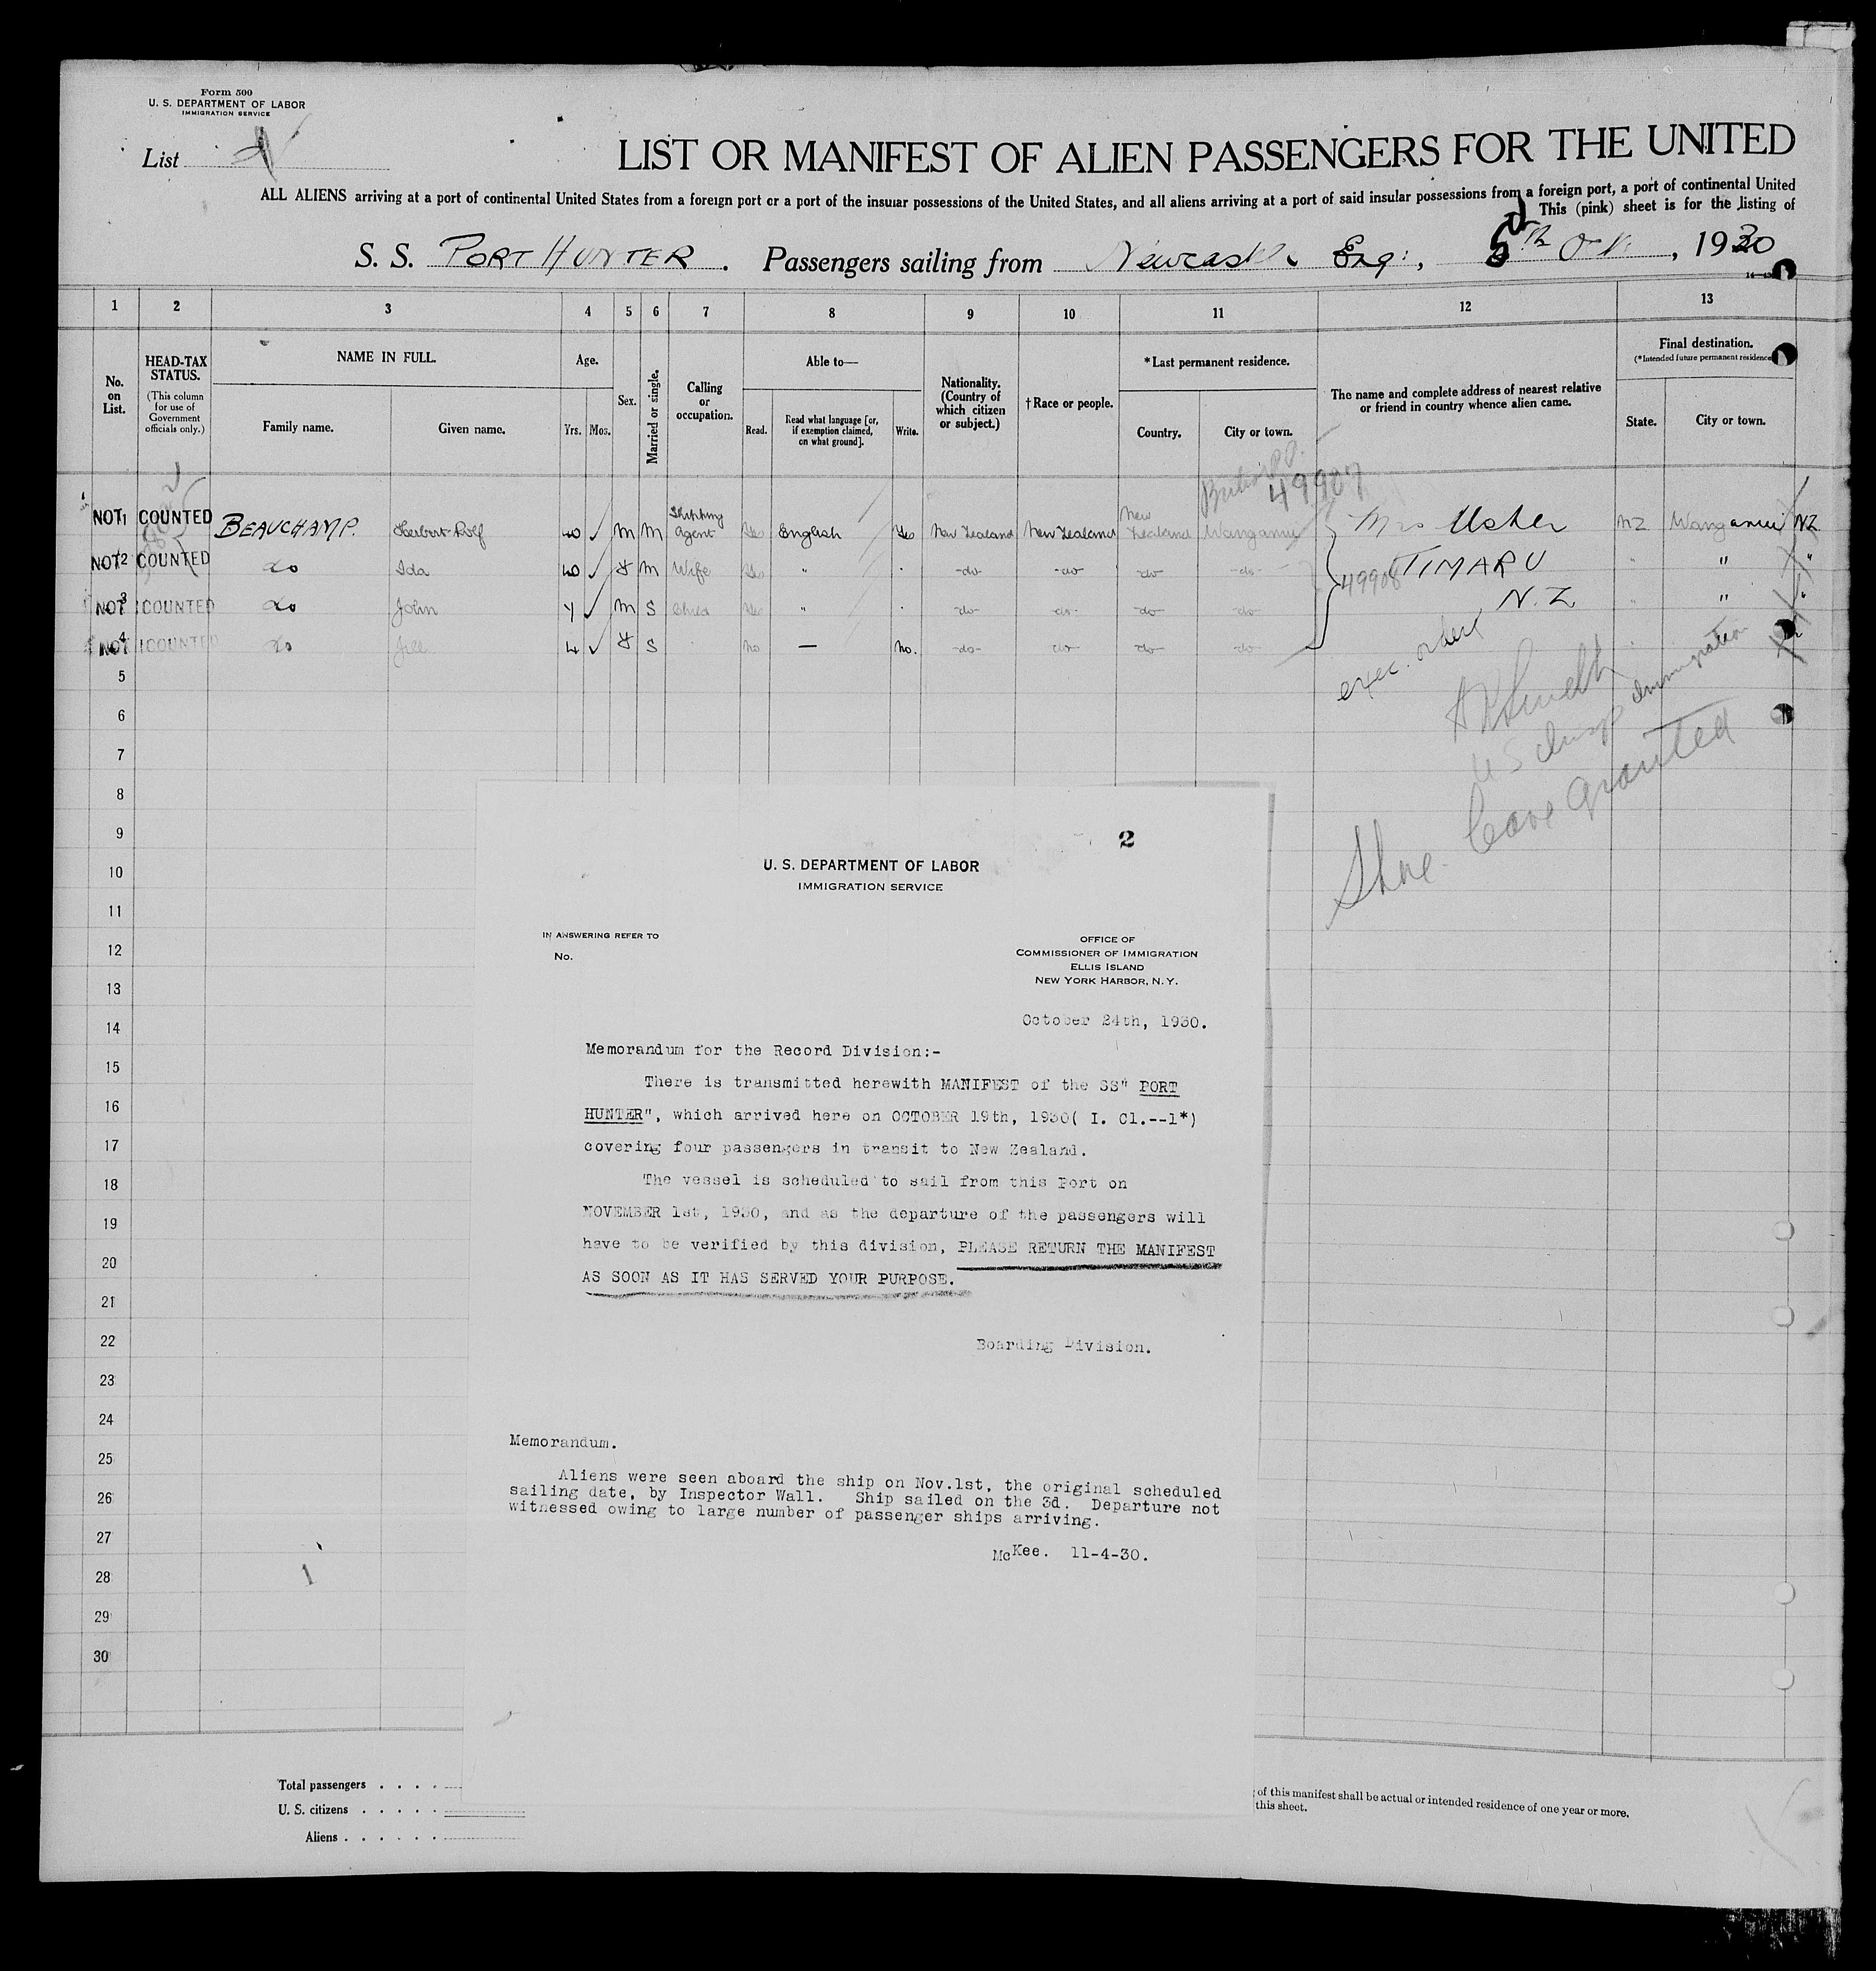 Form 500
U. S. DEPARTMENT OF LABOR
IMMIGRATION SERVICE
List
LIST OR MANIFEST OF ALIEN PASSENGERS FOR THE UNITED
ALL ALIENS arriving at a port of continental United States from a foreign port or a port of the insular possessions of the United States, and all aliens arriving at a port of said insular possessions from a foreign port, a port of continental United
This (pink) sheet is for the listing of
S. S. PORT HUNTER. Passengers sailing from Newcastle Eng:, 5th Oct., 1930
1 2 3 4 5 6 7 8 9 10 11 12 13
No. on List.
HEAD-TAX STATUS.
(This column for use of Government officials only.)
NAME IN FULL.
Family name. Given name.
Age.
Yrs. Mos.
Sex.
Married or single.
Calling or occupation.
Able to—
Read. Read what language [or, if exemption claimed, on what ground]. Write.
Nationality. (Country of which citizen or subject.)
†Race or people.
*Last permanent residence.
Country. City or town.
The name and complete address of nearest relative or friend in country whence alien came.
Final destination.
(*Intended future permanent residence
State. City or town.
49907
NOT 1 COUNTED BEAUCHAMP. Herbert Rolf 40 ✓ M M Shipping Agent Yes English Yes New Zealand New Zealand New Zealand Wanganui Mrs Usher NZ Wanganui NZ
NOT 2 COUNTED do Ida 40 ✓ F M Wife Yes " " -do- -do- -do- -do- 49908 TIMARU " " "
NOT 3 COUNTED do John 7 ✓ M S Child Yes " " -do- -do- -do- -do- N.Z. " " "
NOT 4 COUNTED do Jill 4 ✓ F S no — No. -do- -do- -do- -do-
exec. order
US Insp Immigration
Shore leave granted
5
6
7
8
9
10
11
12
13
14
15
16
17
18
19
20
21
22
23
24
25
26
27
28
29
30
2
U. S. DEPARTMENT OF LABOR
IMMIGRATION SERVICE
IN ANSWERING REFER TO
No.
OFFICE OF
COMMISSIONER OF IMMIGRATION
ELLIS ISLAND
NEW YORK HARBOR, N. Y.
October 24th, 1930.
Memorandum for the Record Division:-
There is transmitted herewith MANIFEST of the SS" PORT
HUNTER", which arrived here on OCTOBER 19th, 1930( I. Cl.--1*)
covering four passengers in transit to New Zealand.
The vessel is scheduled to sail from this Port on
NOVEMBER 1st, 1930, and as the departure of the passengers will
have to be verified by this division, PLEASE RETURN THE MANIFEST
AS SOON AS IT HAS SERVED YOUR PURPOSE.
Boarding Division.
Memorandum.
Aliens were seen aboard the ship on Nov.1st, the original scheduled
sailing date, by Inspector Wall. Ship sailed on the 3d. Departure not
witnessed owing to large number of passenger ships arriving.
McKee. 11-4-30.
Total passengers . . . .
U. S. citizens . . . . .
Aliens . . . . . .
of this manifest shall be actual or intended residence of one year or more.
this sheet.